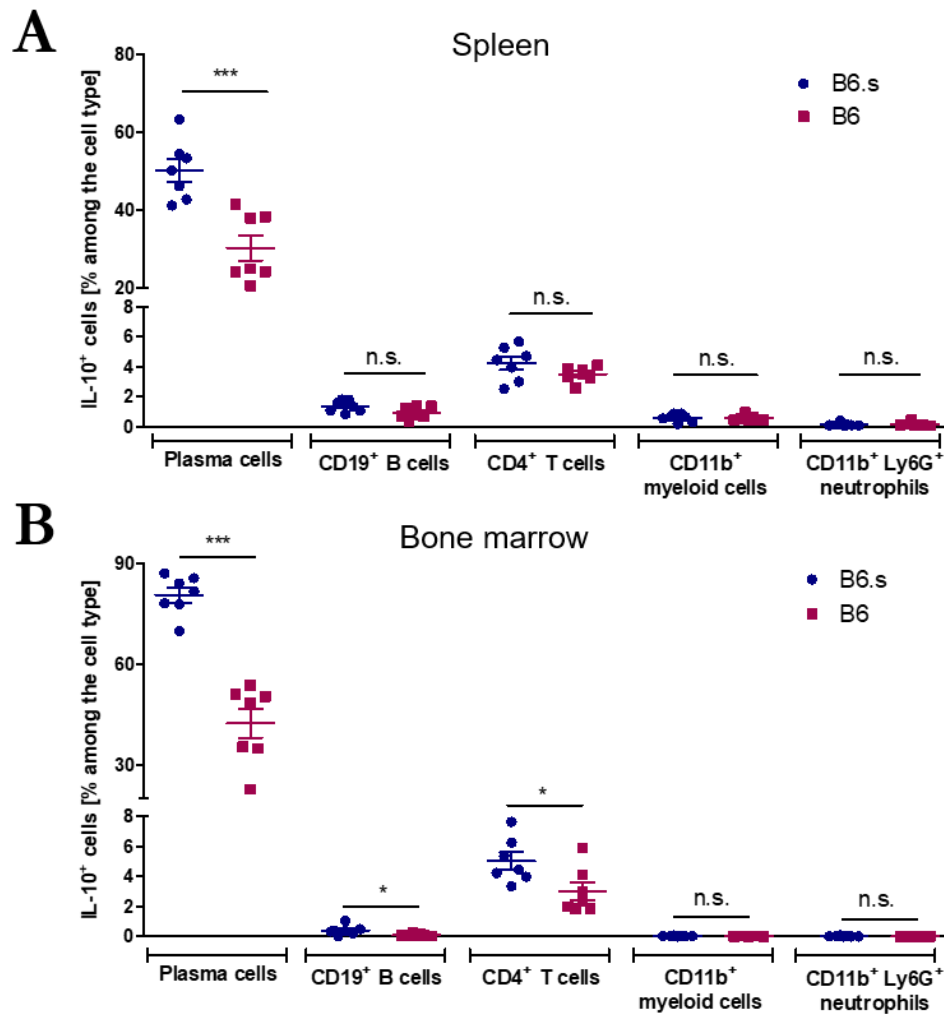 A
Spleen
IL-10⁺ cells [% among the cell type]
80
60
40
20
8
6
4
2
0
***
n.s.
n.s.
n.s.
n.s.
B6.s
B6
Plasma cells
CD19⁺ B cells
CD4⁺ T cells
CD11b⁺
myeloid cells
CD11b⁺ Ly6G⁺
neutrophils
B
Bone marrow
IL-10⁺ cells [% among the cell type]
90
60
30
8
6
4
2
0
***
*
*
n.s.
n.s.
B6.s
B6
Plasma cells
CD19⁺ B cells
CD4⁺ T cells
CD11b⁺
myeloid cells
CD11b⁺ Ly6G⁺
neutrophils